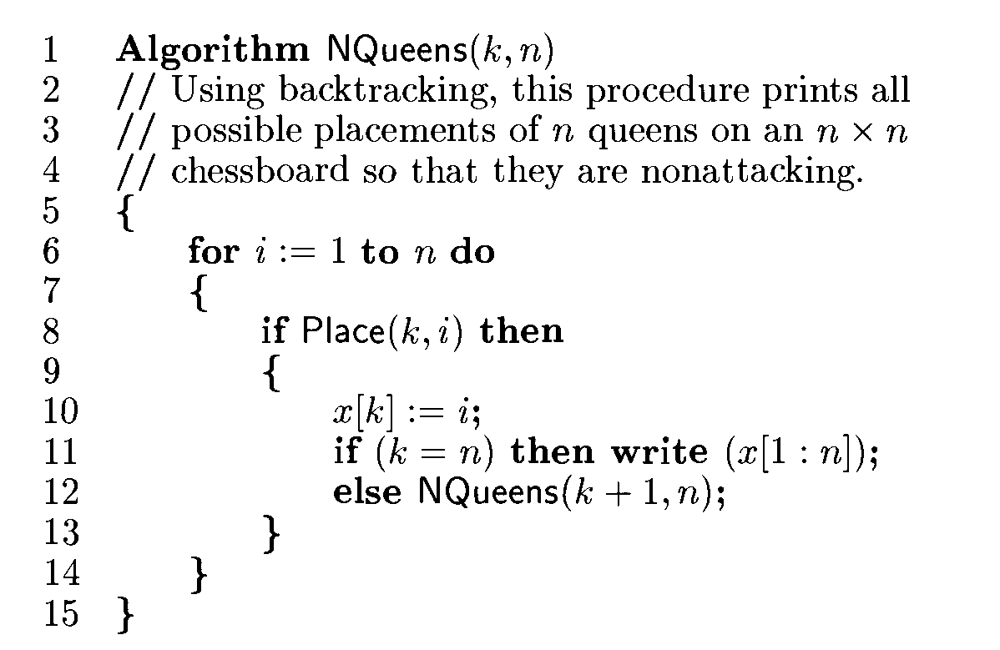 1 Algorithm NQueens(k, n)
2 // Using backtracking, this procedure prints all
3 // possible placements of n queens on an n × n
4 // chessboard so that they are nonattacking.
5 {
6 for i := 1 to n do
7 {
8 if Place(k, i) then
9 {
10 x[k] := i;
11 if (k = n) then write (x[1 : n]);
12 else NQueens(k + 1, n);
13 }
14 }
15 }